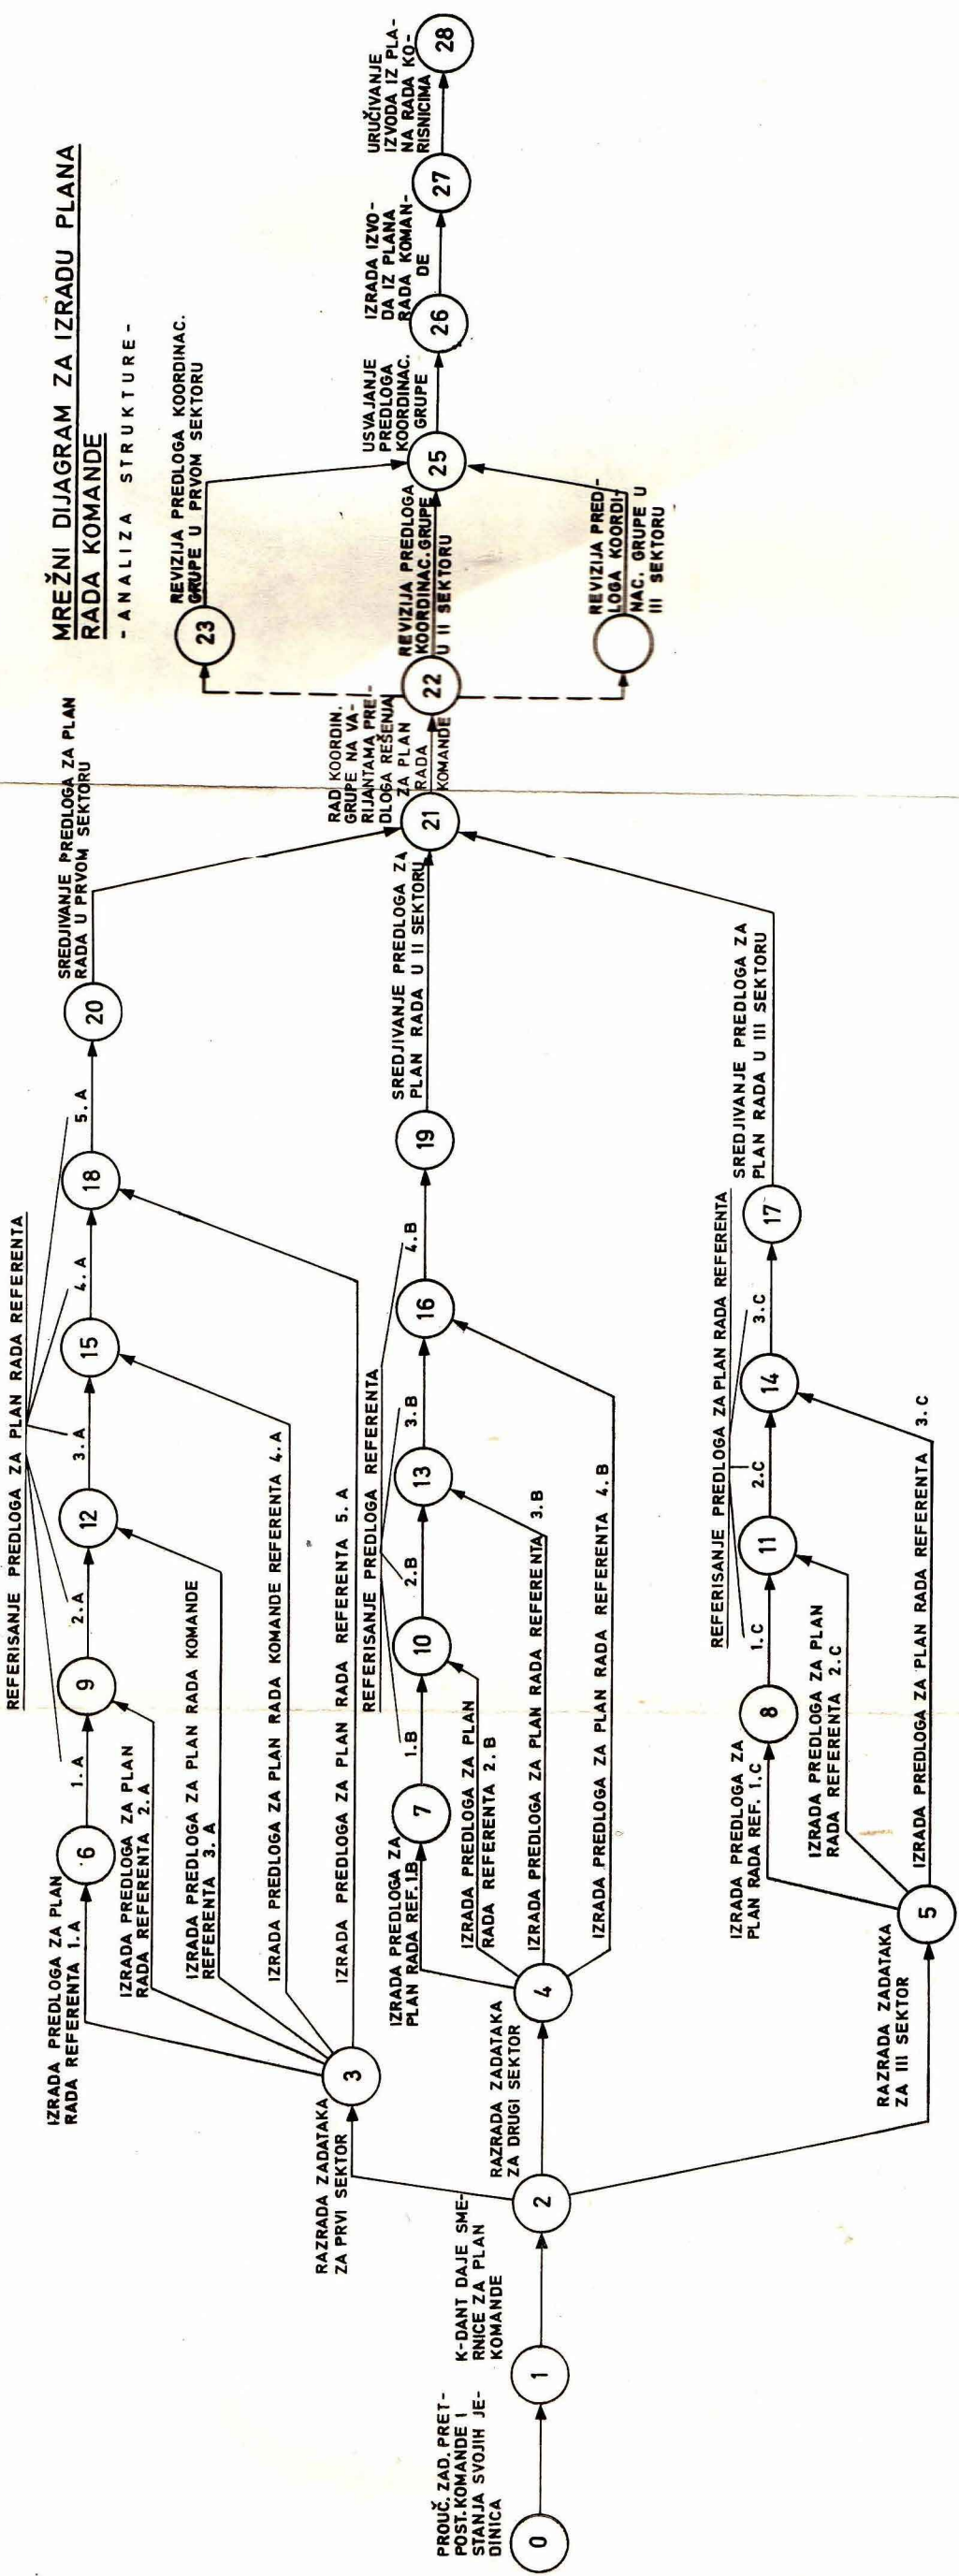 MREŽNI DIJAGRAM ZA IZRADU PLANA
RADA KOMANDE
- ANALIZA STRUKTURE -
PROUČ. ZAD. PRET-
POST. KOMANDE I
STANJA SVOJIH JE-
DINICA
0
K-DANT DAJE SME-
RNICE ZA PLAN
KOMANDE
1
2
RAZRADA ZADATAKA
ZA PRVI SEKTOR
3
RAZRADA ZADATAKA
ZA DRUGI SEKTOR
4
RAZRADA ZADATAKA
ZA III SEKTOR
5
IZRADA PREDLOGA ZA PLAN
RADA REFERENTA 1. A
6
IZRADA PREDLOGA ZA PLAN
RADA REFERENTA 2. A
IZRADA PREDLOGA ZA PLAN RADA KOMANDE
REFERENTA 3. A
IZRADA PREDLOGA ZA PLAN RADA KOMANDE REFERENTA 4. A
IZRADA PREDLOGA ZA PLAN RADA REFERENTA 5. A
REFERISANJE PREDLOGA ZA PLAN RADA REFERENTA
1. A
9
2. A
12
3. A
15
4. A
18
5. A
20
SREDJIVANJE PREDLOGA ZA PLAN
RADA U PRVOM SEKTORU
IZRADA PREDLOGA ZA
PLAN RADA REF. 1.B
7
IZRADA PREDLOGA ZA PLAN
RADA REFERENTA 2. B
IZRADA PREDLOGA ZA PLAN RADA REFERENTA 3. B
IZRADA PREDLOGA ZA PLAN RADA REFERENTA 4. B
REFERISANJE PREDLOGA REFERENTA
1.B
10
2.B
13
3.B
16
4.B
19
SREDJIVANJE PREDLOGA ZA
PLAN RADA U II SEKTORU
IZRADA PREDLOGA ZA
PLAN RADA REF. 1.C
8
IZRADA PREDLOGA ZA PLAN
RADA REFERENTA 2.C
IZRADA PREDLOGA ZA PLAN RADA REFERENTA 3.C
REFERISANJE PREDLOGA ZA PLAN RADA REFERENTA
1.C
11
2.C
14
3.C
17
SREDJIVANJE PREDLOGA ZA
PLAN RADA U III SEKTORU
21
RAD KOORDIN.
GRUPE NA VA-
RIJANTAMA PRE-
DLOGA REŠENJA
ZA PLAN
RADA
KOMANDE
22
REVIZIJA PREDLOGA KOORDINAC.
GRUPE U PRVOM SEKTORU
23
REVIZIJA PREDLOGA
KOORDINAC. GRUPE
U II SEKTORU
REVIZIJA PRED-
LOGA KOORDI-
NAC. GRUPE U
III SEKTORU
25
USVAJANJE
PREDLOGA
KOORDINAC.
GRUPE
26
IZRADA IZVO-
DA IZ PLANA
RADA KOMAN-
DE
27
URUČIVANJE
IZVODA IZ PLA-
NA RADA KO-
RISNICIMA
28